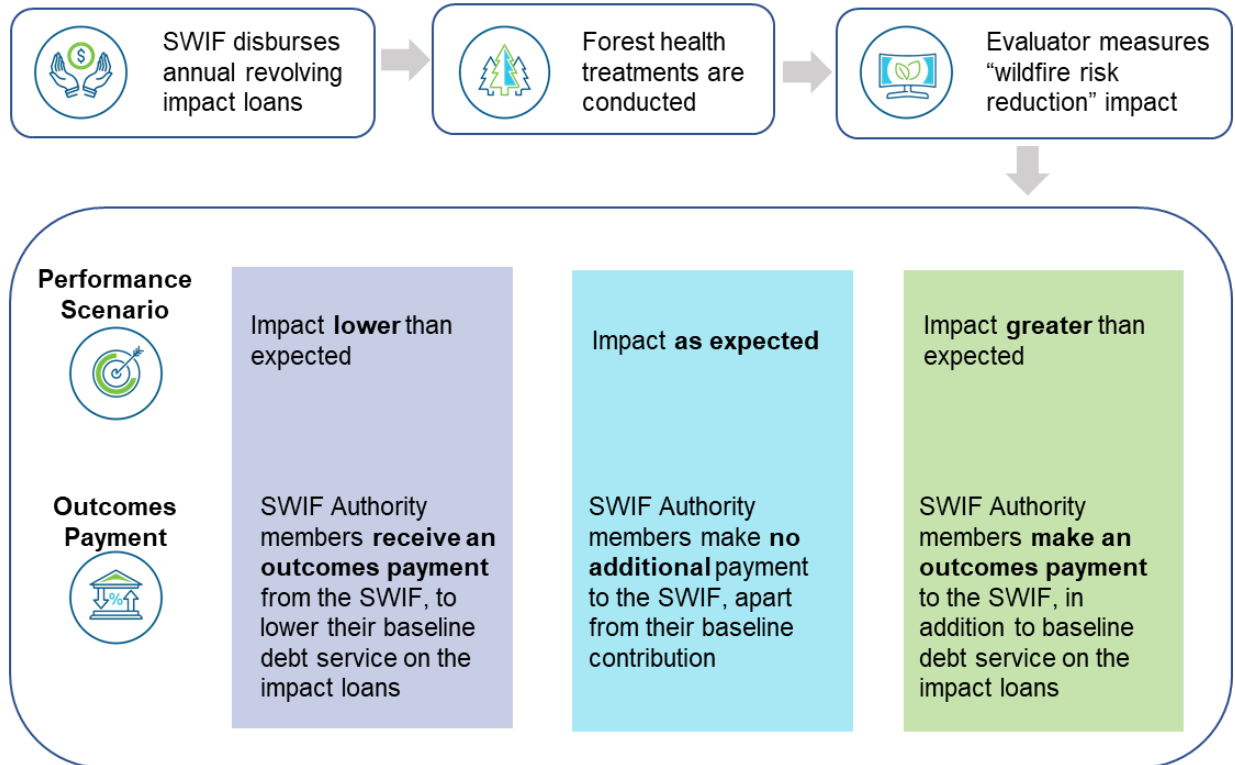 SWIF disburses
annual revolving
impact loans
Forest health
treatments are
conducted
Evaluator measures
“wildfire risk
reduction” impact
Performance
Scenario
Impact lower than
expected
Impact as expected
Impact greater than
expected
Outcomes
Payment
SWIF Authority
members receive an
outcomes payment
from the SWIF, to
lower their baseline
debt service on the
impact loans
SWIF Authority
members make no
additional payment
to the SWIF, apart
from their baseline
contribution
SWIF Authority
members make an
outcomes payment
to the SWIF, in
addition to baseline
debt service on the
impact loans
$
%